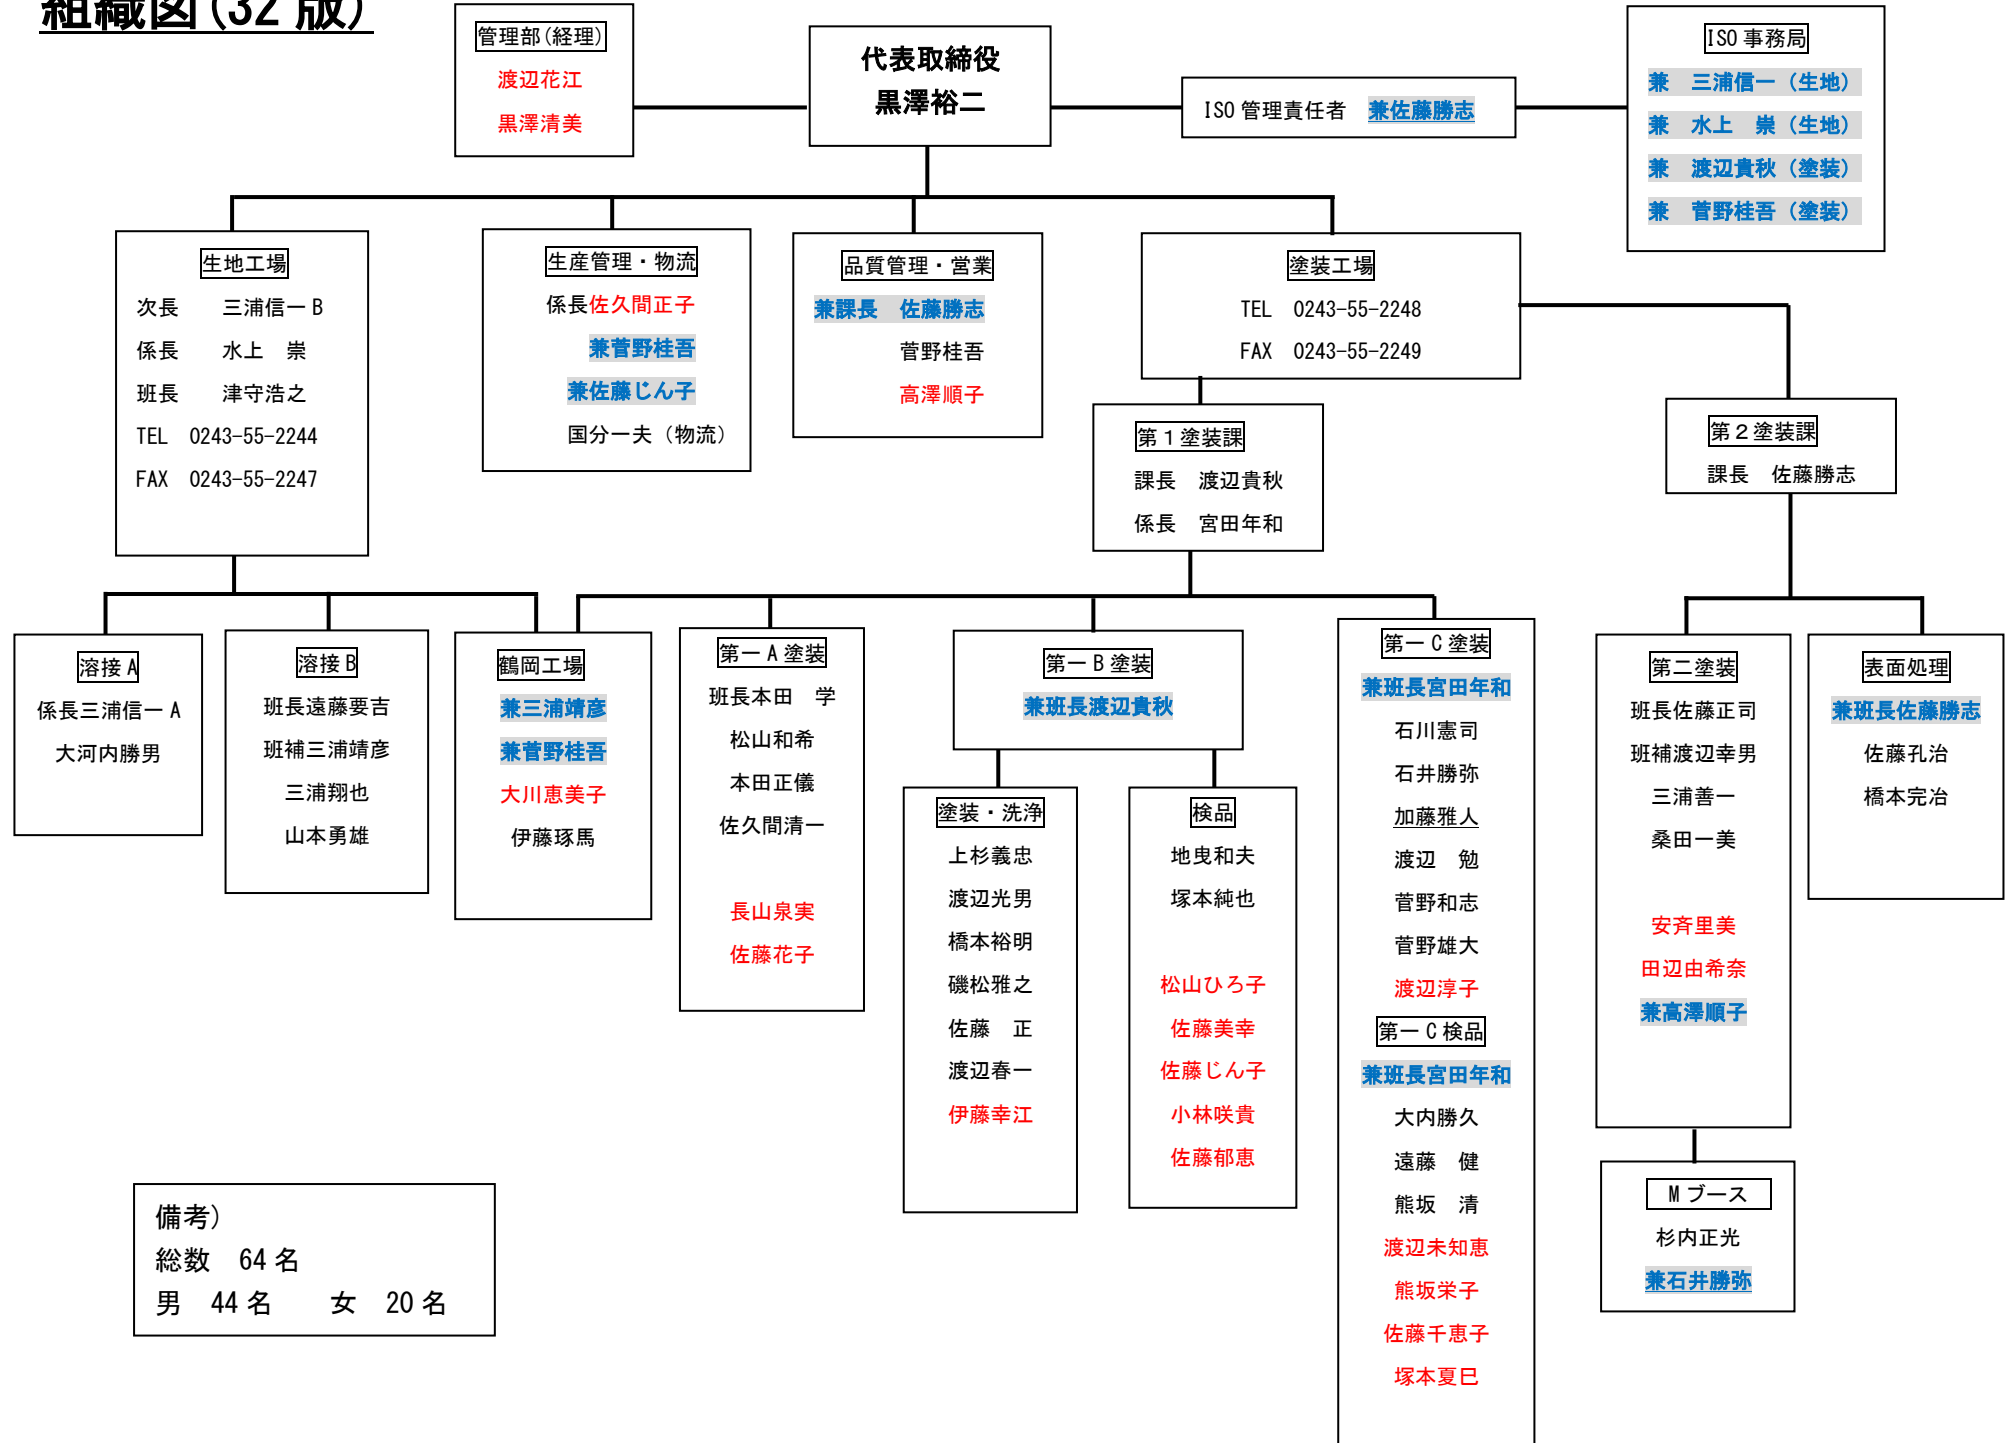 組織図(32 版)
管理部(経理)
渡辺花江
黒澤清美
代表取締役
黒澤裕二
ISO 管理責任者　兼佐藤勝志
ISO 事務局
兼　三浦信一（生地）
兼　水上　崇（生地）
兼　渡辺貴秋（塗装）
兼　菅野桂吾（塗装）
生地工場
次長　　三浦信一 B
係長　　水上　崇
班長　　津守浩之
TEL　0243-55-2244
FAX　0243-55-2247
生産管理・物流
係長佐久間正子
兼菅野桂吾
兼佐藤じん子
国分一夫（物流）
品質管理・営業
兼課長　佐藤勝志
菅野桂吾
高澤順子
塗装工場
TEL　0243-55-2248
FAX　0243-55-2249
第１塗装課
課長　渡辺貴秋
係長　宮田年和
第２塗装課
課長　佐藤勝志
溶接 A
係長三浦信一 A
大河内勝男
溶接 B
班長遠藤要吉
班補三浦靖彦
三浦翔也
山本勇雄
鶴岡工場
兼三浦靖彦
兼菅野桂吾
大川恵美子
伊藤琢馬
第一 A 塗装
班長本田　学
松山和希
本田正儀
佐久間清一
長山泉実
佐藤花子
第一 B 塗装
兼班長渡辺貴秋
塗装・洗浄
上杉義忠
渡辺光男
橋本裕明
磯松雅之
佐藤　正
渡辺春一
伊藤幸江
検品
地曳和夫
塚本純也
松山ひろ子
佐藤美幸
佐藤じん子
小林咲貴
佐藤郁恵
第一 C 塗装
兼班長宮田年和
石川憲司
石井勝弥
加藤雅人
渡辺　勉
菅野和志
菅野雄大
渡辺淳子
第一 C 検品
兼班長宮田年和
大内勝久
遠藤　健
熊坂　清
渡辺未知恵
熊坂栄子
佐藤千恵子
塚本夏巳
第二塗装
班長佐藤正司
班補渡辺幸男
三浦善一
桑田一美
安斉里美
田辺由希奈
兼高澤順子
表面処理
兼班長佐藤勝志
佐藤孔治
橋本完冶
M ブース
杉内正光
兼石井勝弥
備考）
総数　64 名
男　44 名　　女　20 名